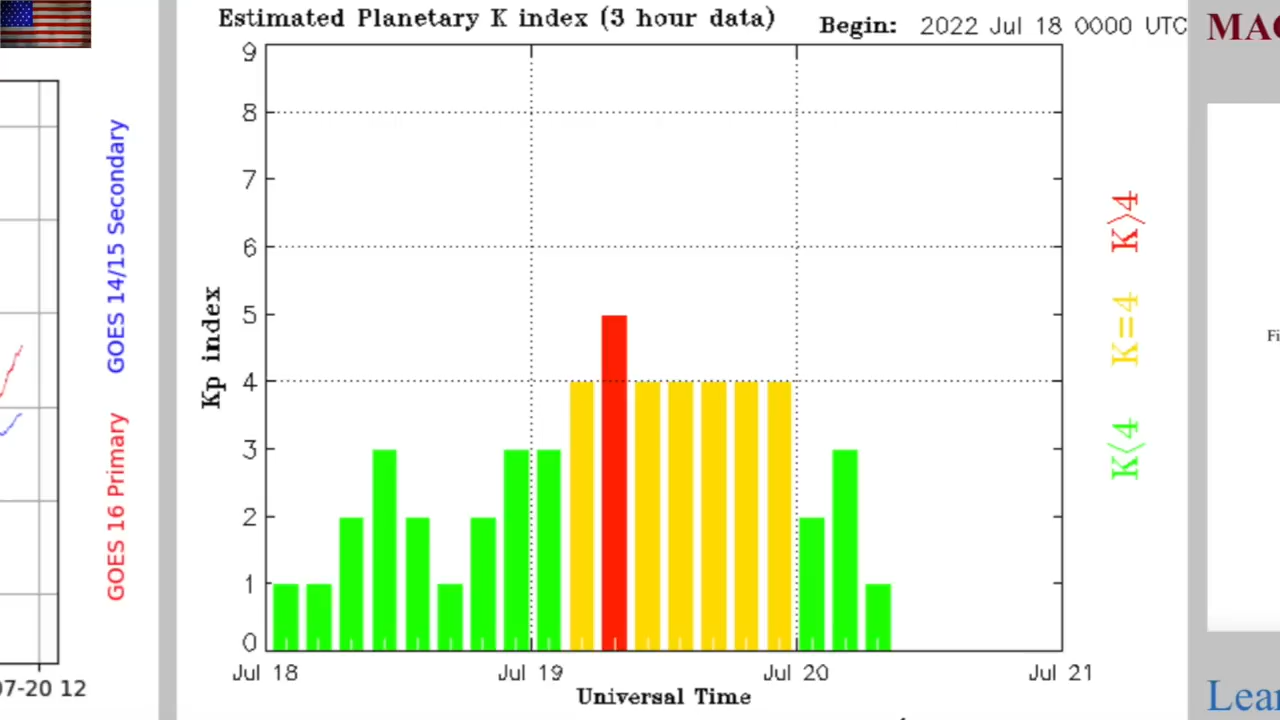 Estimated Planetary K index (3 hour data)
Begin: 2022 Jul 18 0000 UTC
9
8
7
6
5
4
3
2
1
0
Kp index
Jul 18
Jul 19
Jul 20
Jul 21
Universal Time
K<4
K=4
K>4
GOES 16 Primary
GOES 14/15 Secondary
07-20 12
MAG
Lear
Fi